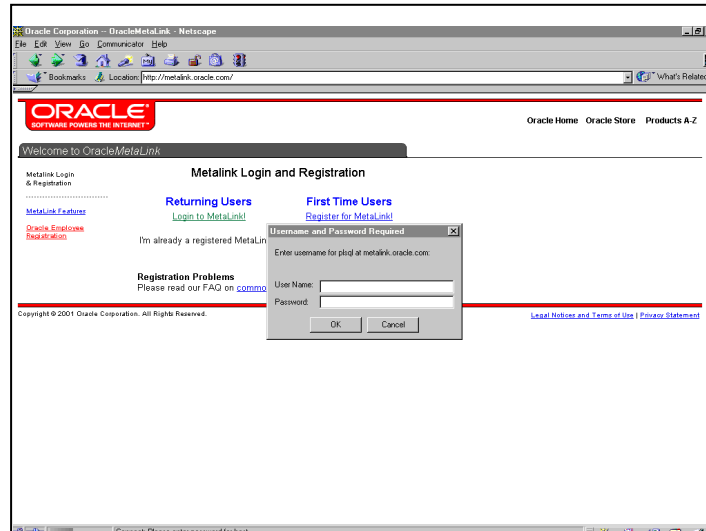 Oracle Corporation -- OracleMetaLink - Netscape
File Edit View Go Communicator Help
Bookmarks Location: http://metalink.oracle.com/ What's Related
ORACLE
SOFTWARE POWERS THE INTERNET™
Oracle Home Oracle Store Products A-Z
Welcome to OracleMetaLink
Metalink Login
& Registration
MetaLink Features
Oracle Employee
Registration
Metalink Login and Registration
Returning Users
Login to MetaLink!
First Time Users
Register for MetaLink!
I'm already a registered MetaLin
Registration Problems
Please read our FAQ on commo
Username and Password Required
Enter username for plsql at metalink.oracle.com:
User Name:
Password:
OK Cancel
Copyright © 2001 Oracle Corporation. All Rights Reserved.
Legal Notices and Terms of Use | Privacy Statement